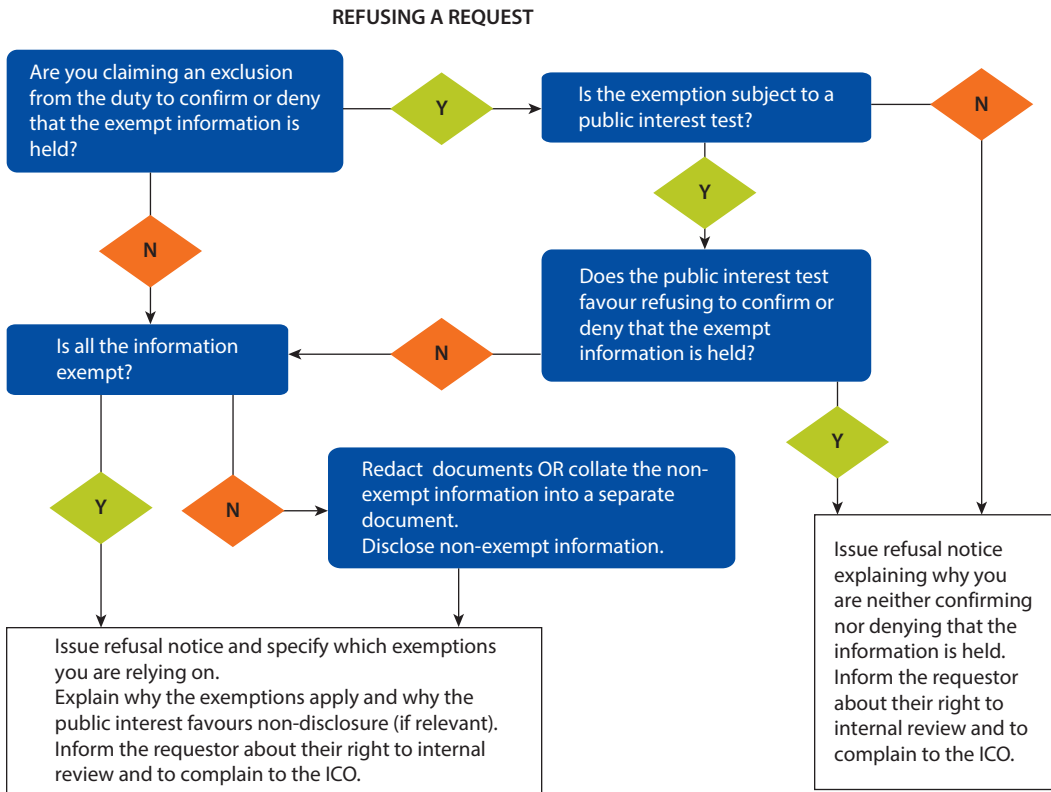 REFUSING A REQUEST
Are you claiming an exclusion
from the duty to confirm or deny
that the exempt information is
held?
Y
Is the exemption subject to a
public interest test?
N
Y
N
Does the public interest test
favour refusing to confirm or
deny that the exempt
information is held?
Is all the information
exempt?
N
Y
Y
N
Redact documents OR collate the non-
exempt information into a separate
document.
Disclose non-exempt information.
Issue refusal notice
explaining why you
are neither confirming
nor denying that the
information is held.
Inform the requestor
about their right to
internal review and to
complain to the ICO.
Issue refusal notice and specify which exemptions
you are relying on.
Explain why the exemptions apply and why the
public interest favours non-disclosure (if relevant).
Inform the requestor about their right to internal
review and to complain to the ICO.